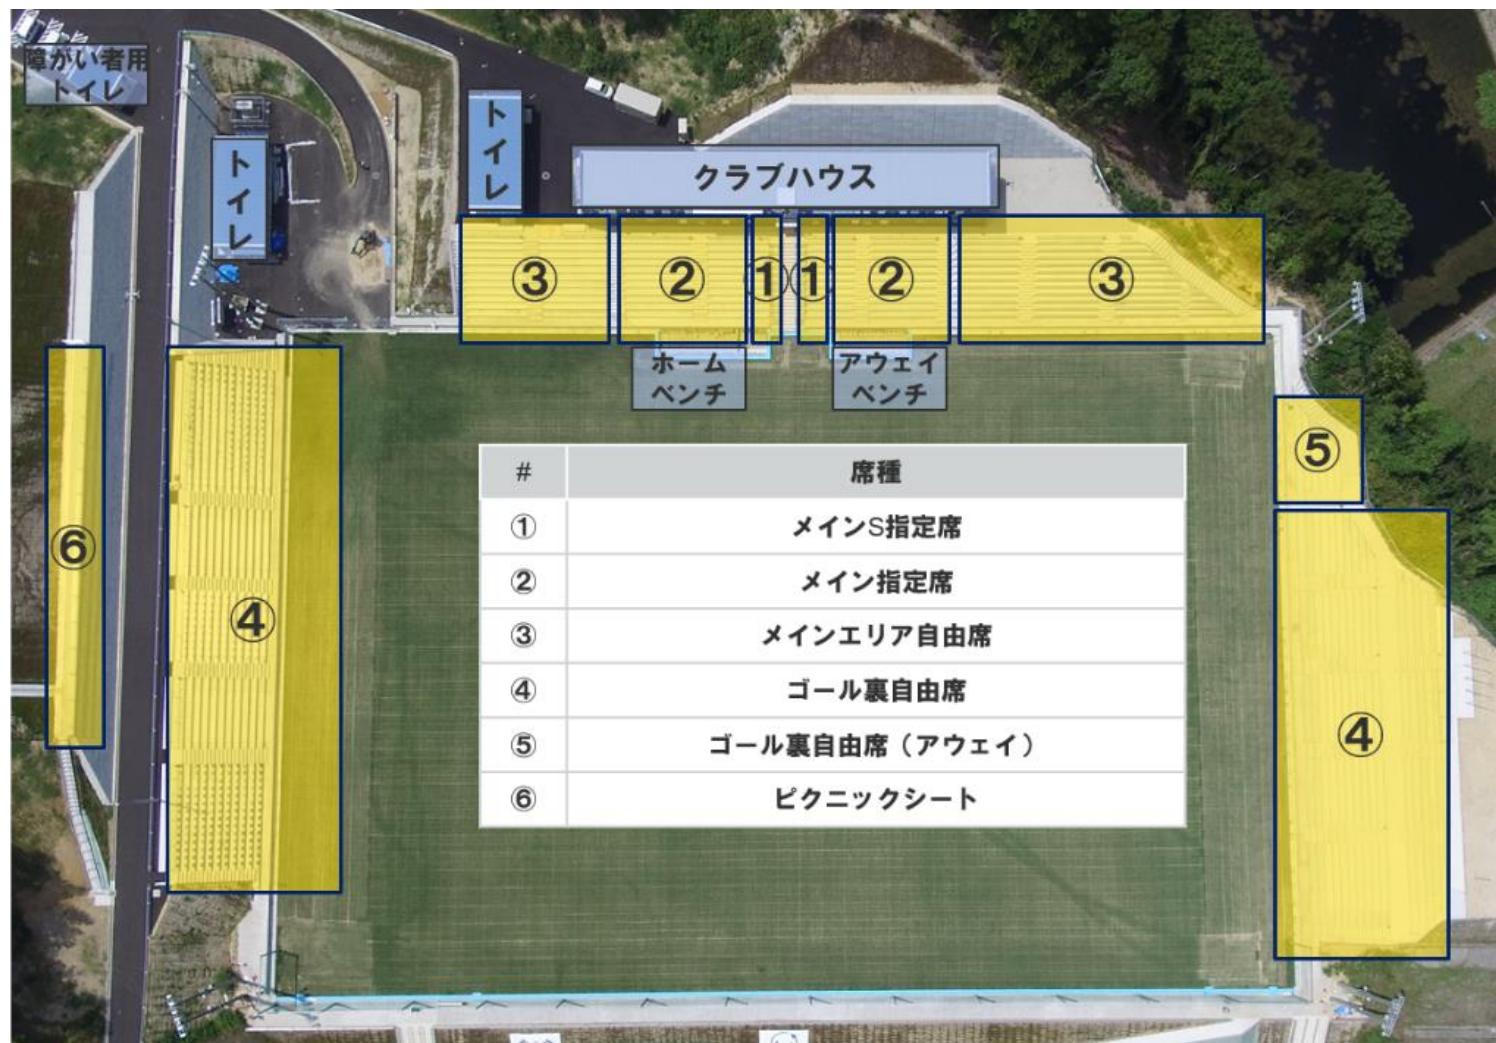 障がい者用
トイレ
トイレ
トイレ
クラブハウス
③
②
①
①
②
③
ホーム
ベンチ
アウェイ
ベンチ
⑥
④
⑤
④
# 席種
① メインS指定席
② メイン指定席
③ メインエリア自由席
④ ゴール裏自由席
⑤ ゴール裏自由席（アウェイ）
⑥ ピクニックシート